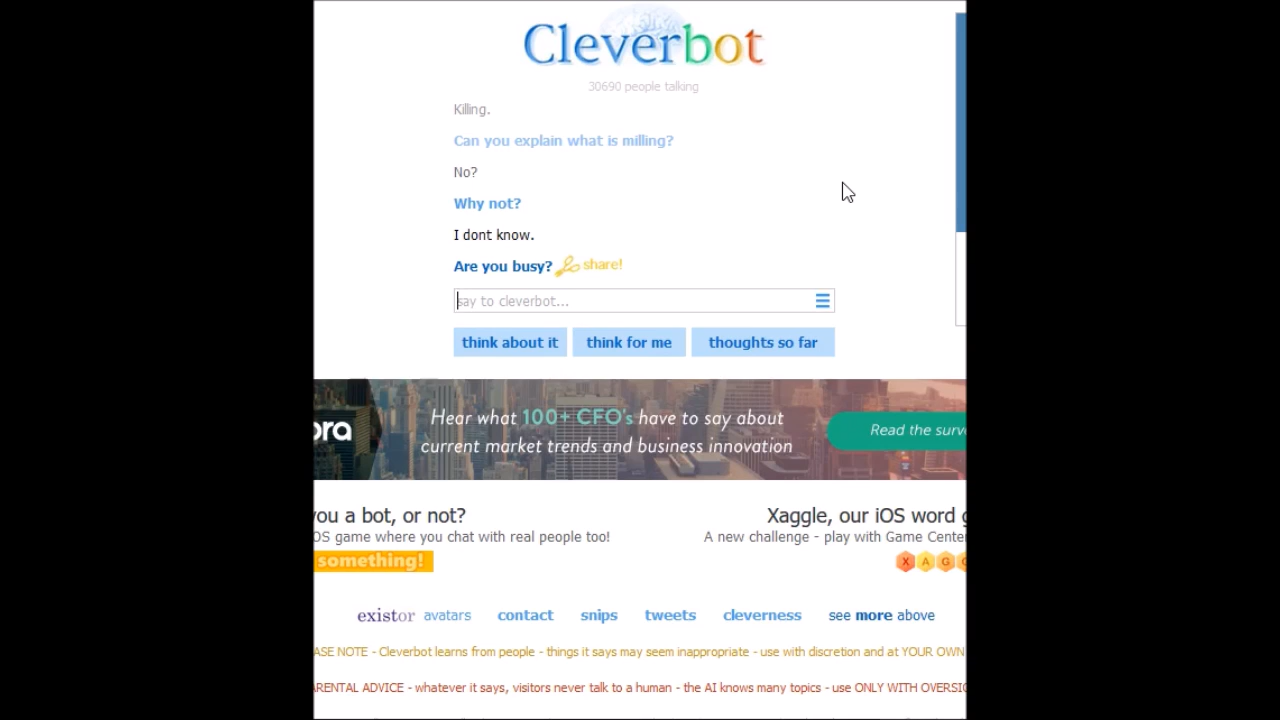 Cleverbot
30690 people talking
Killing.
Can you explain what is milling?
No?
Why not?
I dont know.
Are you busy? share!
say to cleverbot...
think about it think for me thoughts so far
Hear what 100+ CFO's have to say about
current market trends and business innovation
ora
Read the surve
you a bot, or not?
OS game where you chat with real people too!
something!
Xaggle, our iOS word g
A new challenge - play with Game Center
X A G G
existor avatars contact snips tweets cleverness see more above
ASE NOTE - Cleverbot learns from people - things it says may seem inappropriate - use with discretion and at YOUR OWN
ARENTAL ADVICE - whatever it says, visitors never talk to a human - the AI knows many topics - use ONLY WITH OVERSIG